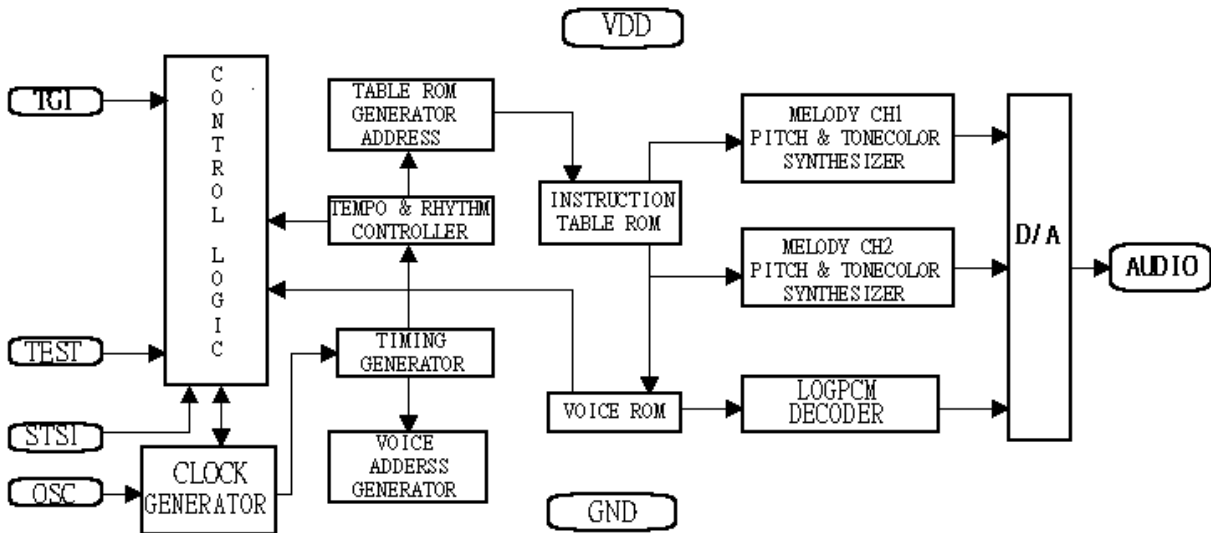 VDD
TGI
CONTROL LOGIC
TABLE ROM
GENERATOR
ADDRESS
MELODY CH1
PITCH & TONECOLOR
SYNTHESIZER
INSTRUCTION
TABLE ROM
TEMPO & RHYTHM
CONTROLLER
MELODY CH2
PITCH & TONECOLOR
SYNTHESIZER
D/A
AUDIO
TEST
TIMING
GENERATOR
VOICE ROM
LOGPCM
DECODER
STSI
VOICE
ADDERSS
GENERATOR
OSC
CLOCK
GENERATOR
GND